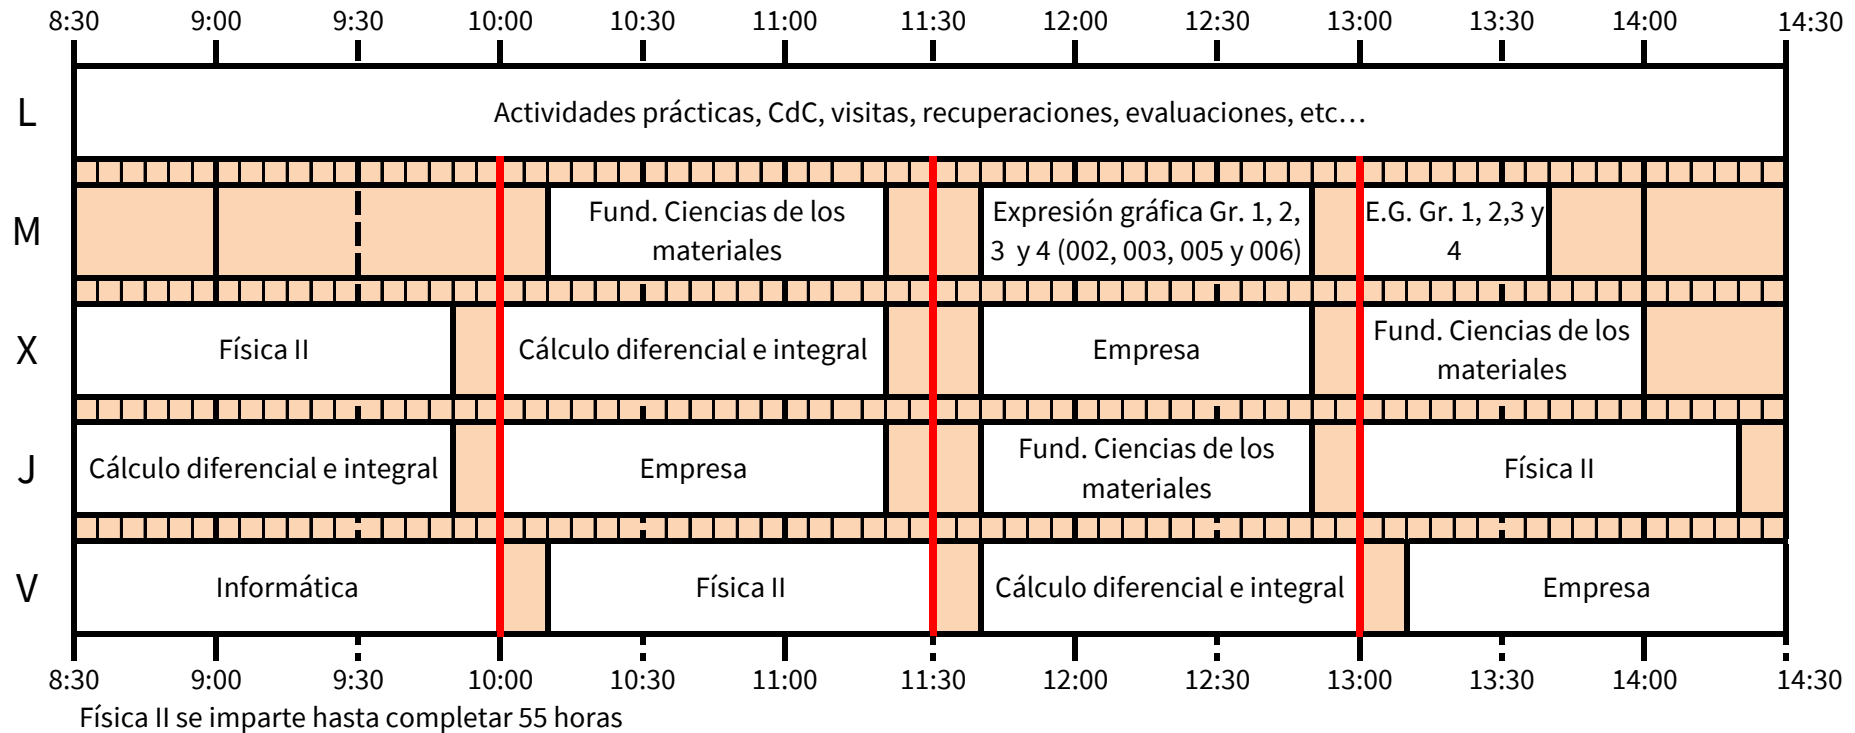 8:30 9:00 9:30 10:00 10:30 11:00 11:30 12:00 12:30 13:00 13:30 14:00 14:30
L
Actividades prácticas, CdC, visitas, recuperaciones, evaluaciones, etc…
M
Fund. Ciencias de los
materiales
Expresión gráfica Gr. 1, 2,
3 y 4 (002, 003, 005 y 006)
E.G. Gr. 1, 2,3 y
4
X
Física II
Cálculo diferencial e integral
Empresa
Fund. Ciencias de los
materiales
J
Cálculo diferencial e integral
Empresa
Fund. Ciencias de los
materiales
Física II
V
Informática
Física II
Cálculo diferencial e integral
Empresa
8:30 9:00 9:30 10:00 10:30 11:00 11:30 12:00 12:30 13:00 13:30 14:00 14:30
Física II se imparte hasta completar 55 horas